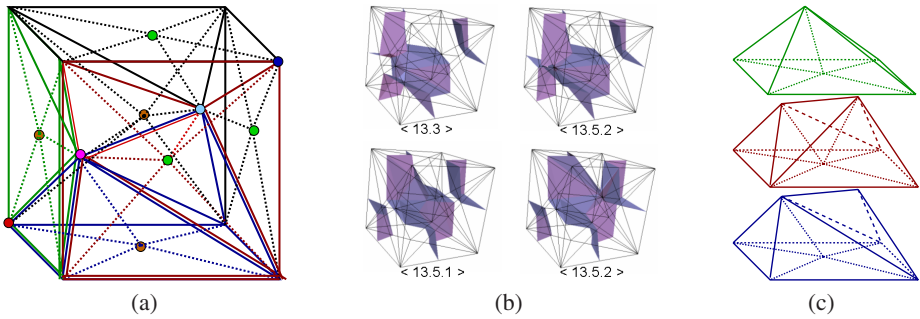 < 13.3 > < 13.5.2 >
< 13.5.1 > < 13.5.2 >
(a) (b) (c)